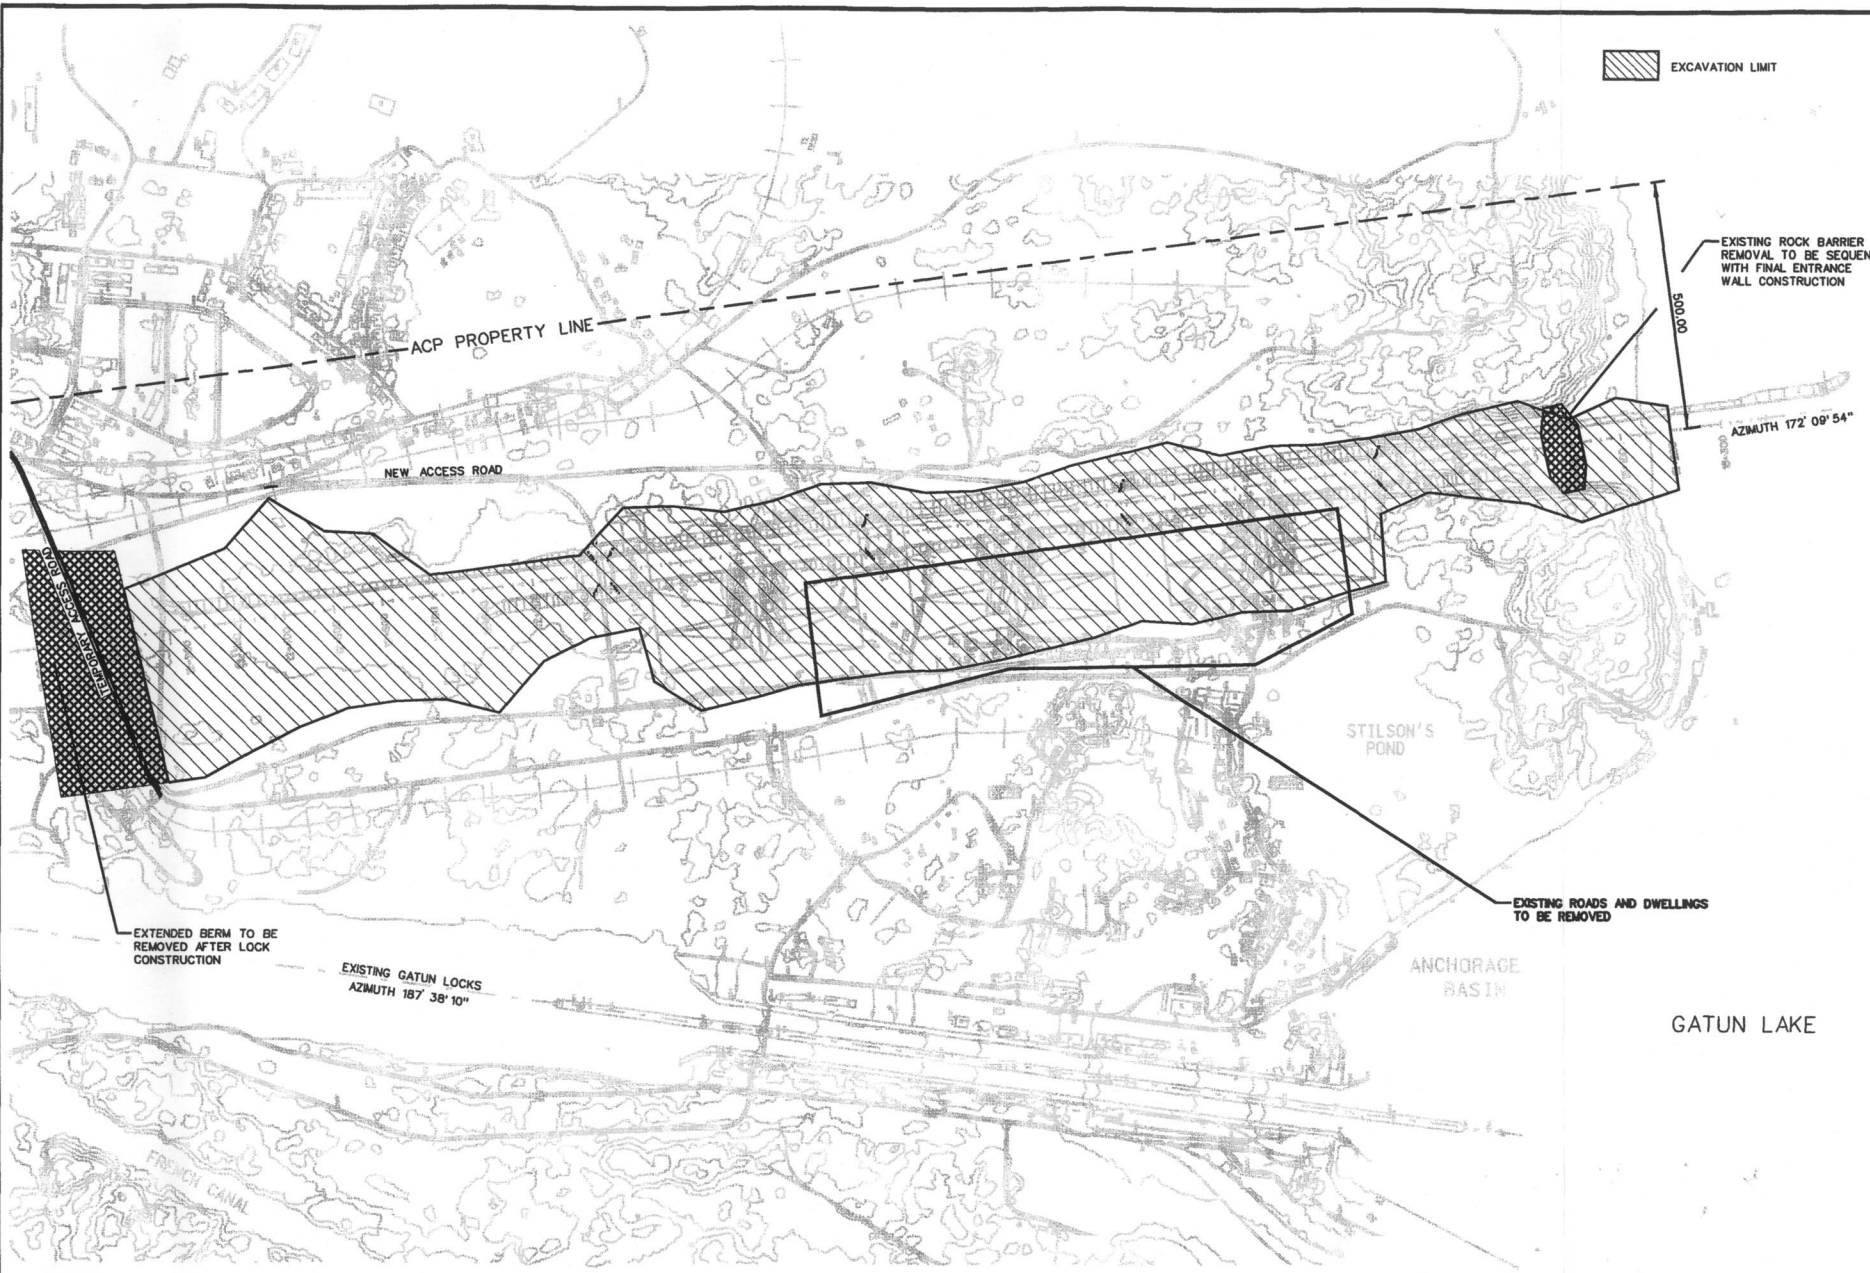 EXCAVATION LIMIT
EXISTING ROCK BARRIER
REMOVAL TO BE SEQUEN
WITH FINAL ENTRANCE
WALL CONSTRUCTION
500.00
ACP PROPERTY LINE
AZIMUTH 172° 09' 54"
NEW ACCESS ROAD
TEMPORARY ACCESS ROAD
STILSON'S
POND
EXISTING ROADS AND DWELLINGS
TO BE REMOVED
EXTENDED BERM TO BE
REMOVED AFTER LOCK
CONSTRUCTION
EXISTING GATUN LOCKS
AZIMUTH 187° 38' 10"
ANCHORAGE
BASIN
GATUN LAKE
FRENCH CANAL